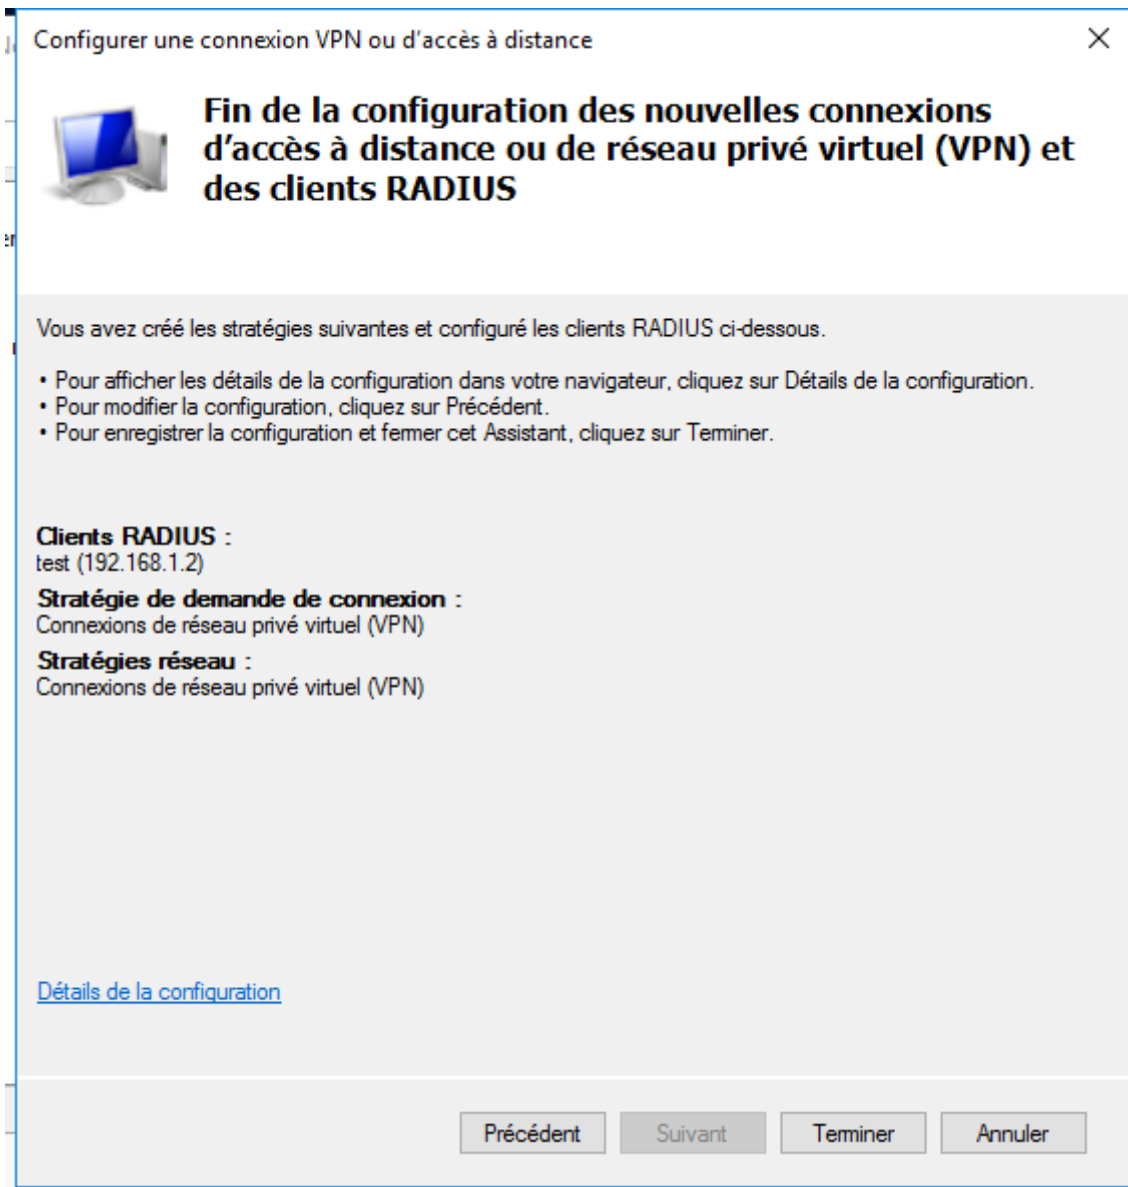 Configurer une connexion VPN ou d'accès à distance
Fin de la configuration des nouvelles connexions
d'accès à distance ou de réseau privé virtuel (VPN) et
des clients RADIUS
Vous avez créé les stratégies suivantes et configuré les clients RADIUS ci-dessous.
• Pour afficher les détails de la configuration dans votre navigateur, cliquez sur Détails de la configuration.
• Pour modifier la configuration, cliquez sur Précédent.
• Pour enregistrer la configuration et fermer cet Assistant, cliquez sur Terminer.
Clients RADIUS :
test (192.168.1.2)
Stratégie de demande de connexion :
Connexions de réseau privé virtuel (VPN)
Stratégies réseau :
Connexions de réseau privé virtuel (VPN)
Détails de la configuration
Précédent Suivant Terminer Annuler